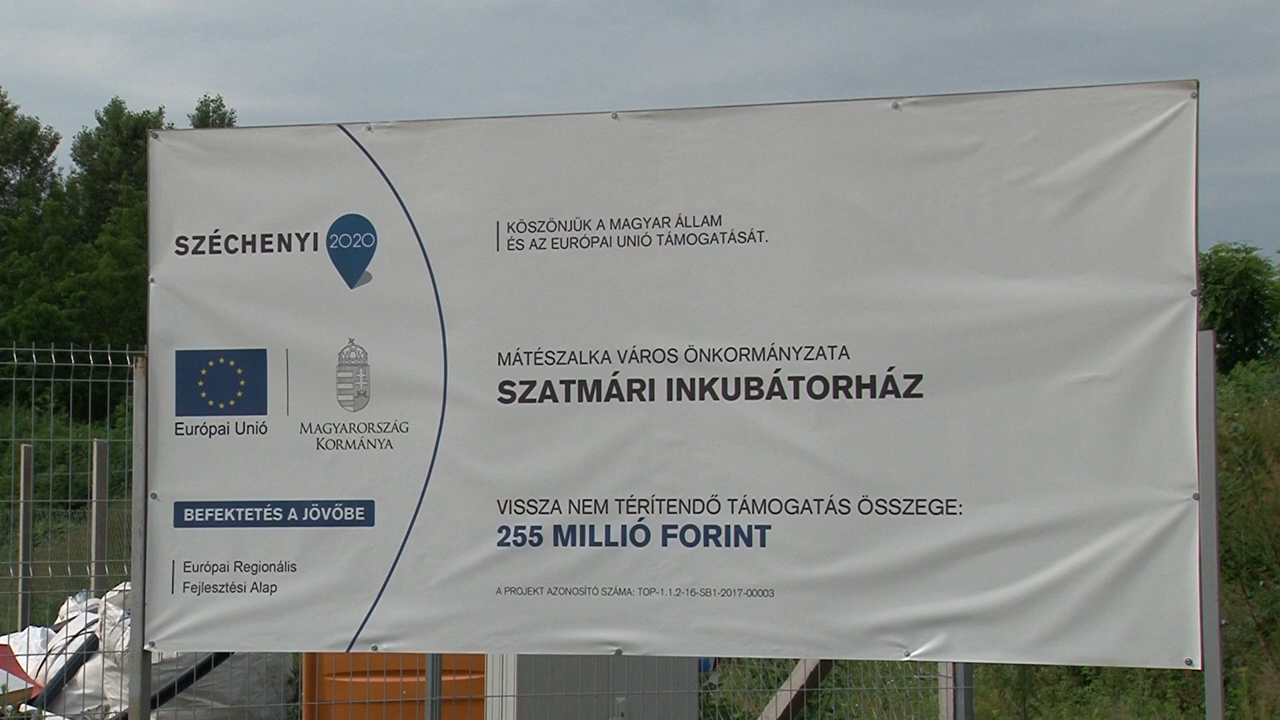 SZÉCHENYI 2020
Európai Unió
MAGYARORSZÁG
KORMÁNYA
BEFEKTETÉS A JÖVŐBE
Európai Regionális
Fejlesztési Alap
KÖSZÖNJÜK A MAGYAR ÁLLAM
ÉS AZ EURÓPAI UNIÓ TÁMOGATÁSÁT.
MÁTÉSZALKA VÁROS ÖNKORMÁNYZATA
SZATMÁRI INKUBÁTORHÁZ
VISSZA NEM TÉRÍTENDŐ TÁMOGATÁS ÖSSZEGE:
255 MILLIÓ FORINT
A PROJEKT AZONOSÍTÓ SZÁMA: TOP-1.1.2-16-SB1-2017-00003